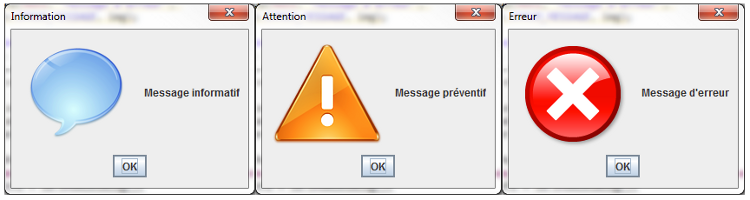 Information
Message informatif
OK
Attention
Message préventif
OK
Erreur
Message d'erreur
OK